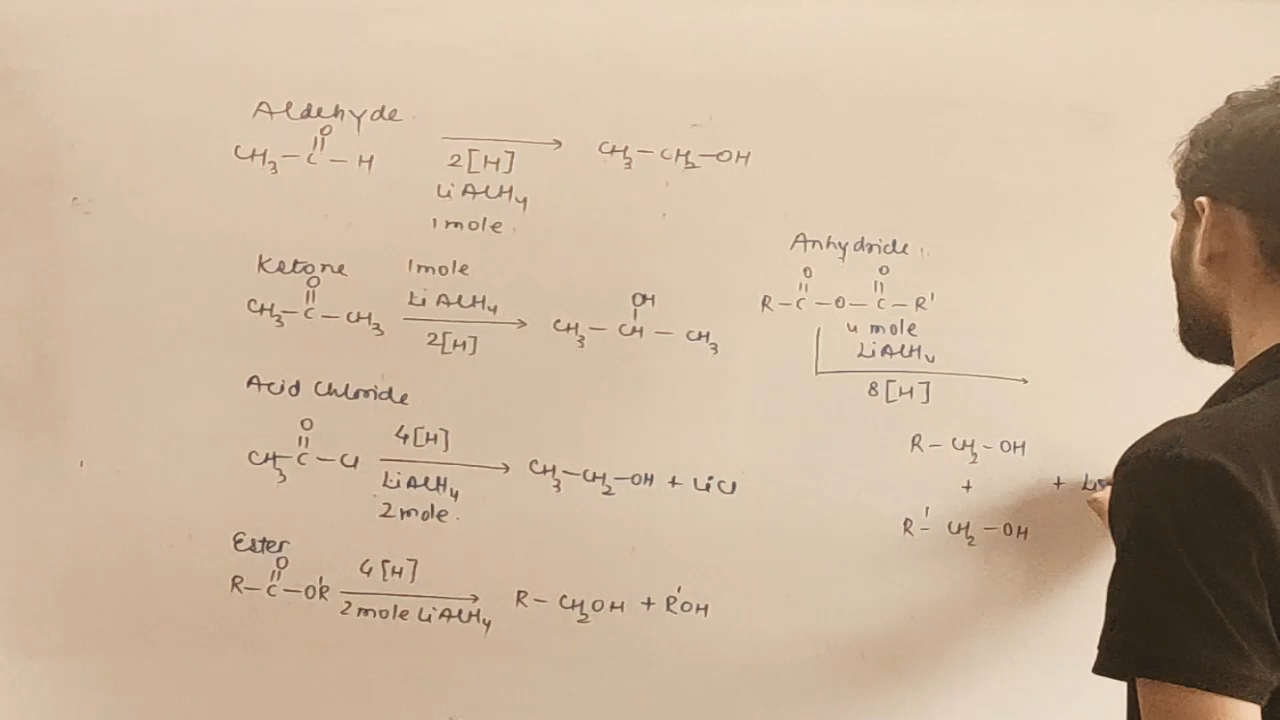 Aldehyde
O
CH3–C–H 2[H] CH3–CH2–OH
LiAlH4
1 mole.
Ketone 1mole
O LiAlH4 OH
CH3–C–CH3 2[H] CH3–CH–CH3
Acid Chloride
O 4[H]
CH3–C–Cl LiAlH4 CH3–CH2–OH + LiCl
2 mole.
Ester
O 4[H]
R–C–OR' 2 mole LiAlH4 R–CH2OH + R'OH
Anhydride
O O
R–C–O–C–R'
4 mole
LiAlH4
8[H]
R–CH2–OH
+ +
R'–CH2–OH